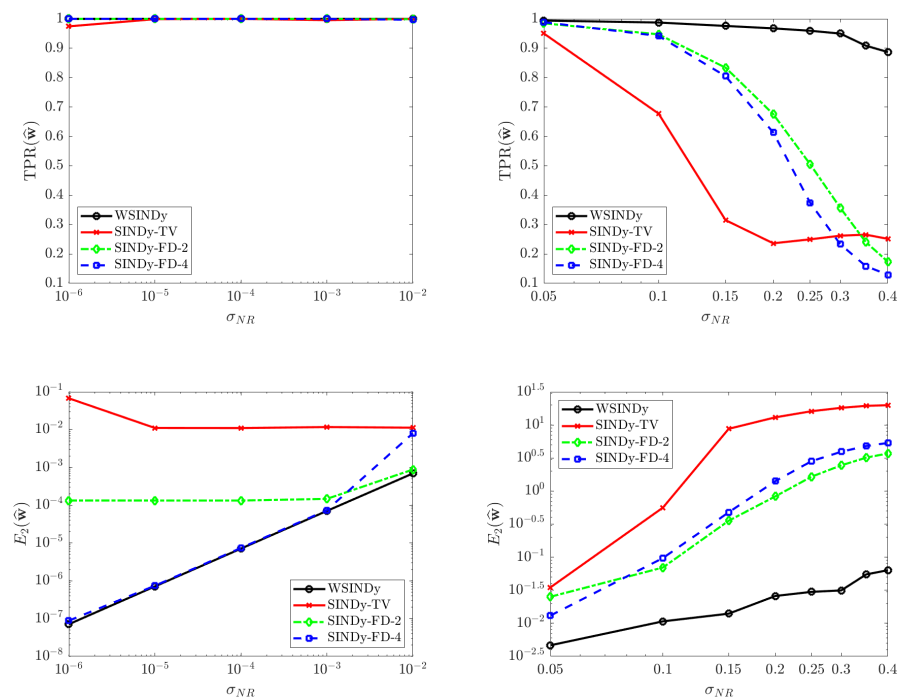 TPR(ŵ)
1
0.9
0.8
0.7
0.6
0.5
0.4
0.3
0.2
0.1
WSINDy
SINDy-TV
SINDy-FD-2
SINDy-FD-4
10⁻⁶ 10⁻⁵ 10⁻⁴ 10⁻³ 10⁻²
σ_NR
TPR(ŵ)
1
0.9
0.8
0.7
0.6
0.5
0.4
0.3
0.2
0.1
WSINDy
SINDy-TV
SINDy-FD-2
SINDy-FD-4
0.05 0.1 0.15 0.2 0.25 0.3 0.4
σ_NR
E₂(ŵ)
10⁻¹
10⁻²
10⁻³
10⁻⁴
10⁻⁵
10⁻⁶
10⁻⁷
10⁻⁸
WSINDy
SINDy-TV
SINDy-FD-2
SINDy-FD-4
10⁻⁶ 10⁻⁵ 10⁻⁴ 10⁻³ 10⁻²
σ_NR
E₂(ŵ)
10^1.5
10^1
10^0.5
10^0
10^-0.5
10^-1
10^-1.5
10^-2
10^-2.5
WSINDy
SINDy-TV
SINDy-FD-2
SINDy-FD-4
0.05 0.1 0.15 0.2 0.25 0.3 0.4
σ_NR